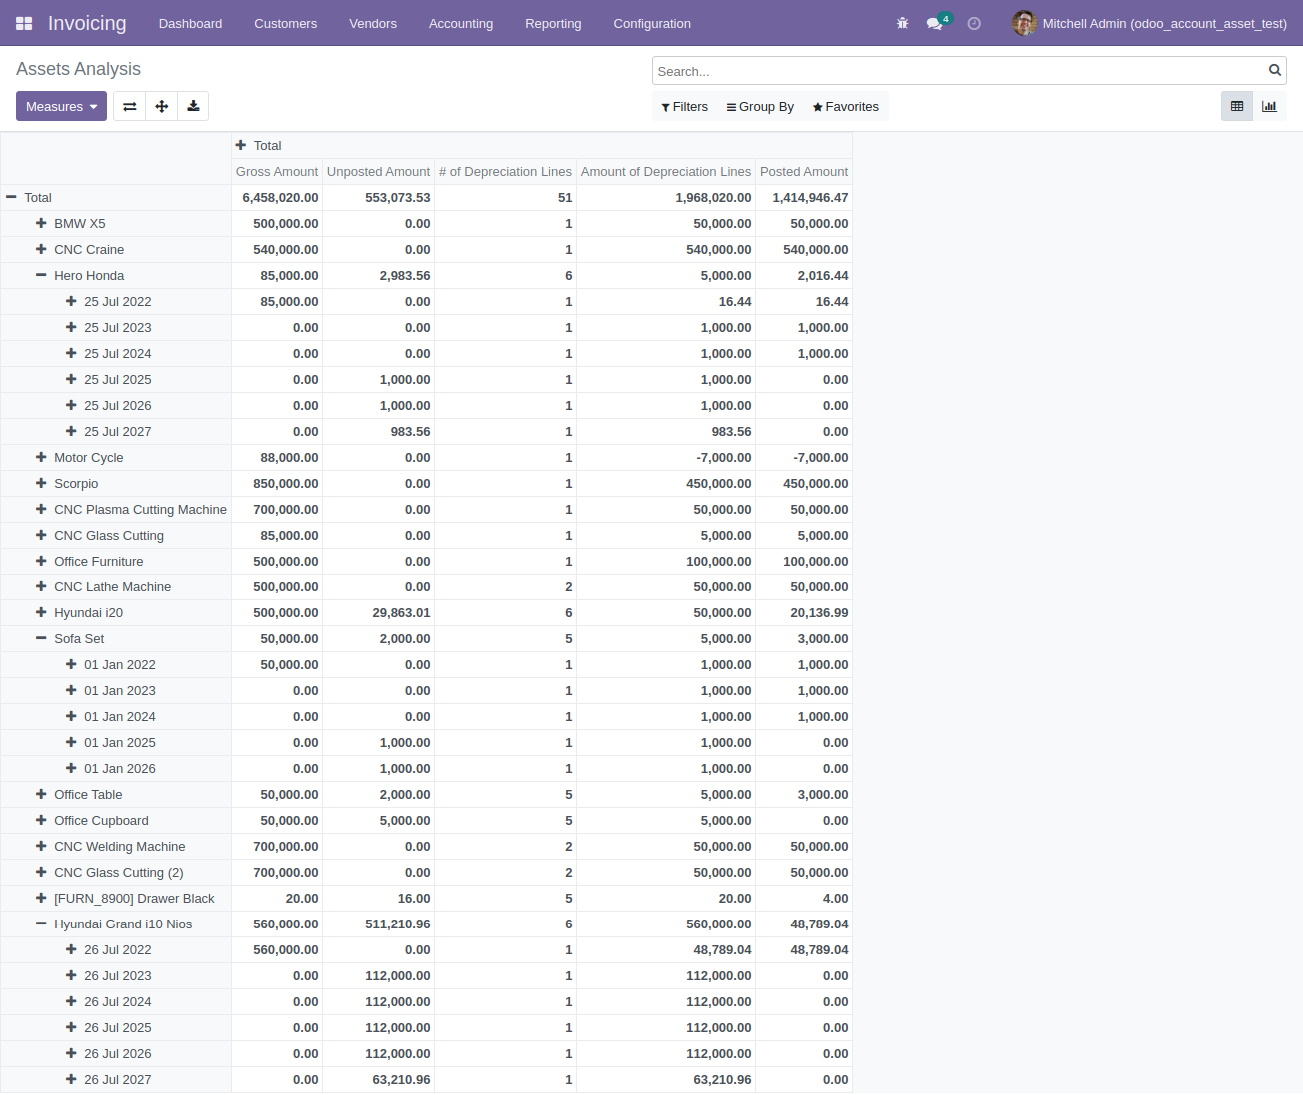 Invoicing Dashboard Customers Vendors Accounting Reporting Configuration 4 Mitchell Admin (odoo_account_asset_test)
Assets Analysis
Search...
Measures Filters Group By Favorites
Total
Gross Amount Unposted Amount # of Depreciation Lines Amount of Depreciation Lines Posted Amount
Total 6,458,020.00 553,073.53 51 1,968,020.00 1,414,946.47
BMW X5 500,000.00 0.00 1 50,000.00 50,000.00
CNC Craine 540,000.00 0.00 1 540,000.00 540,000.00
Hero Honda 85,000.00 2,983.56 6 5,000.00 2,016.44
25 Jul 2022 85,000.00 0.00 1 16.44 16.44
25 Jul 2023 0.00 0.00 1 1,000.00 1,000.00
25 Jul 2024 0.00 0.00 1 1,000.00 1,000.00
25 Jul 2025 0.00 1,000.00 1 1,000.00 0.00
25 Jul 2026 0.00 1,000.00 1 1,000.00 0.00
25 Jul 2027 0.00 983.56 1 983.56 0.00
Motor Cycle 88,000.00 0.00 1 -7,000.00 -7,000.00
Scorpio 850,000.00 0.00 1 450,000.00 450,000.00
CNC Plasma Cutting Machine 700,000.00 0.00 1 50,000.00 50,000.00
CNC Glass Cutting 85,000.00 0.00 1 5,000.00 5,000.00
Office Furniture 500,000.00 0.00 1 100,000.00 100,000.00
CNC Lathe Machine 500,000.00 0.00 2 50,000.00 50,000.00
Hyundai i20 500,000.00 29,863.01 6 50,000.00 20,136.99
Sofa Set 50,000.00 2,000.00 5 5,000.00 3,000.00
01 Jan 2022 50,000.00 0.00 1 1,000.00 1,000.00
01 Jan 2023 0.00 0.00 1 1,000.00 1,000.00
01 Jan 2024 0.00 0.00 1 1,000.00 1,000.00
01 Jan 2025 0.00 1,000.00 1 1,000.00 0.00
01 Jan 2026 0.00 1,000.00 1 1,000.00 0.00
Office Table 50,000.00 2,000.00 5 5,000.00 3,000.00
Office Cupboard 50,000.00 5,000.00 5 5,000.00 0.00
CNC Welding Machine 700,000.00 0.00 2 50,000.00 50,000.00
CNC Glass Cutting (2) 700,000.00 0.00 2 50,000.00 50,000.00
[FURN_8900] Drawer Black 20.00 16.00 5 20.00 4.00
Hyundai Grand i10 Nios 560,000.00 511,210.96 6 560,000.00 48,789.04
26 Jul 2022 560,000.00 0.00 1 48,789.04 48,789.04
26 Jul 2023 0.00 112,000.00 1 112,000.00 0.00
26 Jul 2024 0.00 112,000.00 1 112,000.00 0.00
26 Jul 2025 0.00 112,000.00 1 112,000.00 0.00
26 Jul 2026 0.00 112,000.00 1 112,000.00 0.00
26 Jul 2027 0.00 63,210.96 1 63,210.96 0.00